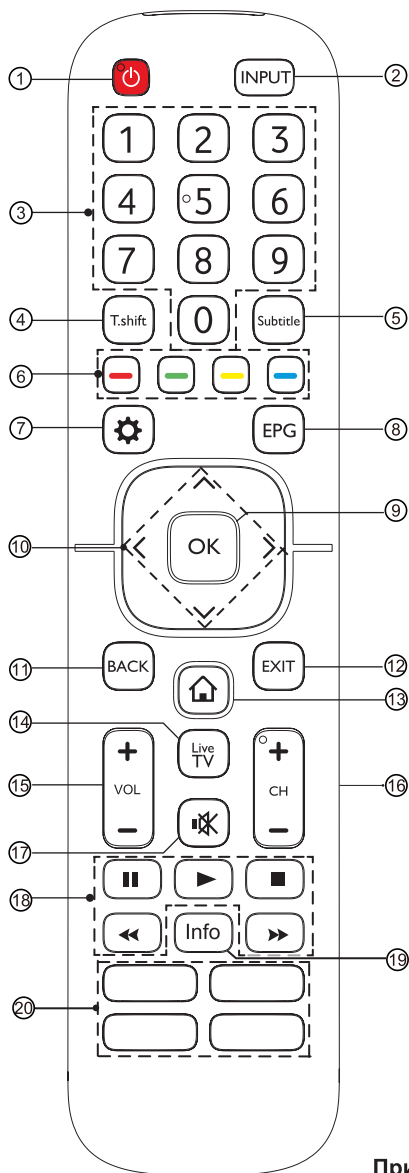 ① INPUT ②
1 2 3
4 5 6
③
7 8 9
④ T.shift 0 Subtitle ⑤
⑥
⑦ EPG ⑧
⑨
⑩ OK
⑪ BACK EXIT ⑫
⑬
⑭ Live
TV
+ +
⑮ VOL CH ⑯
− −
⑰
⑱
Info
⑲
⑳
При